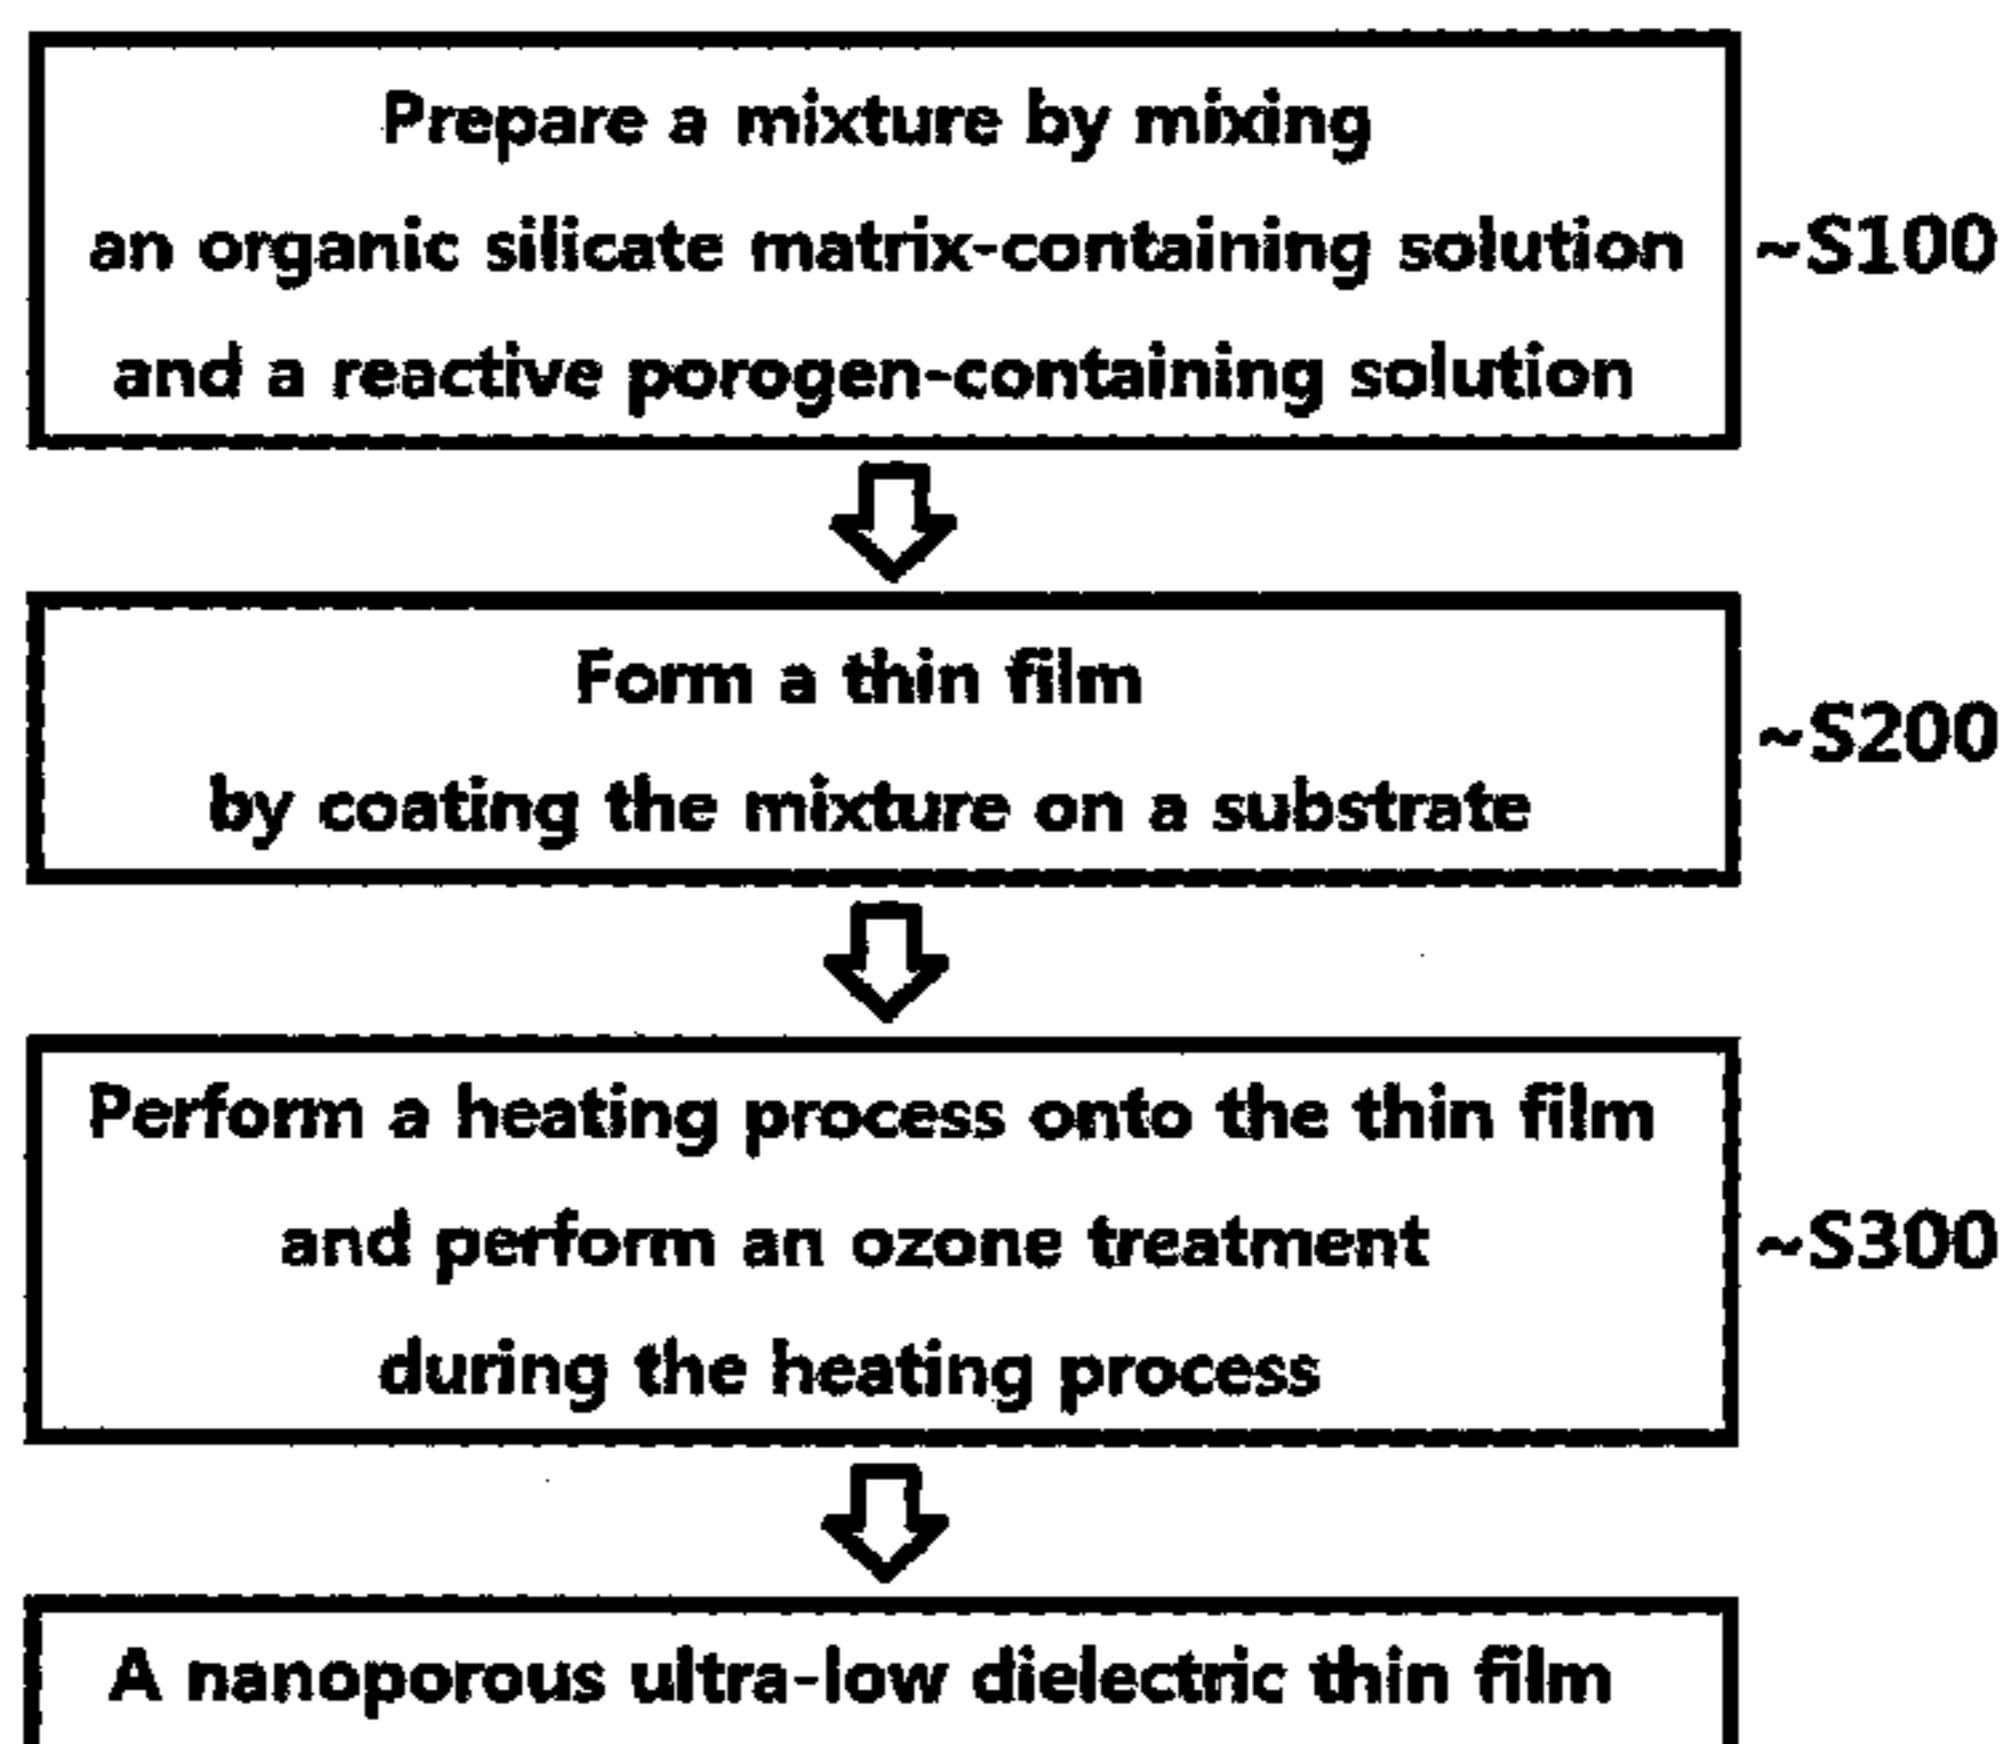 Prepare a mixture by mixing
an organic silicate matrix-containing solution ~S100
and a reactive porogen-containing solution
Form a thin film
~S200
by coating the mixture on a substrate
Perform a heating process onto the thin film
and perform an ozone treatment ~S300
during the heating process
A nanoporous ultra-low dielectric thin film